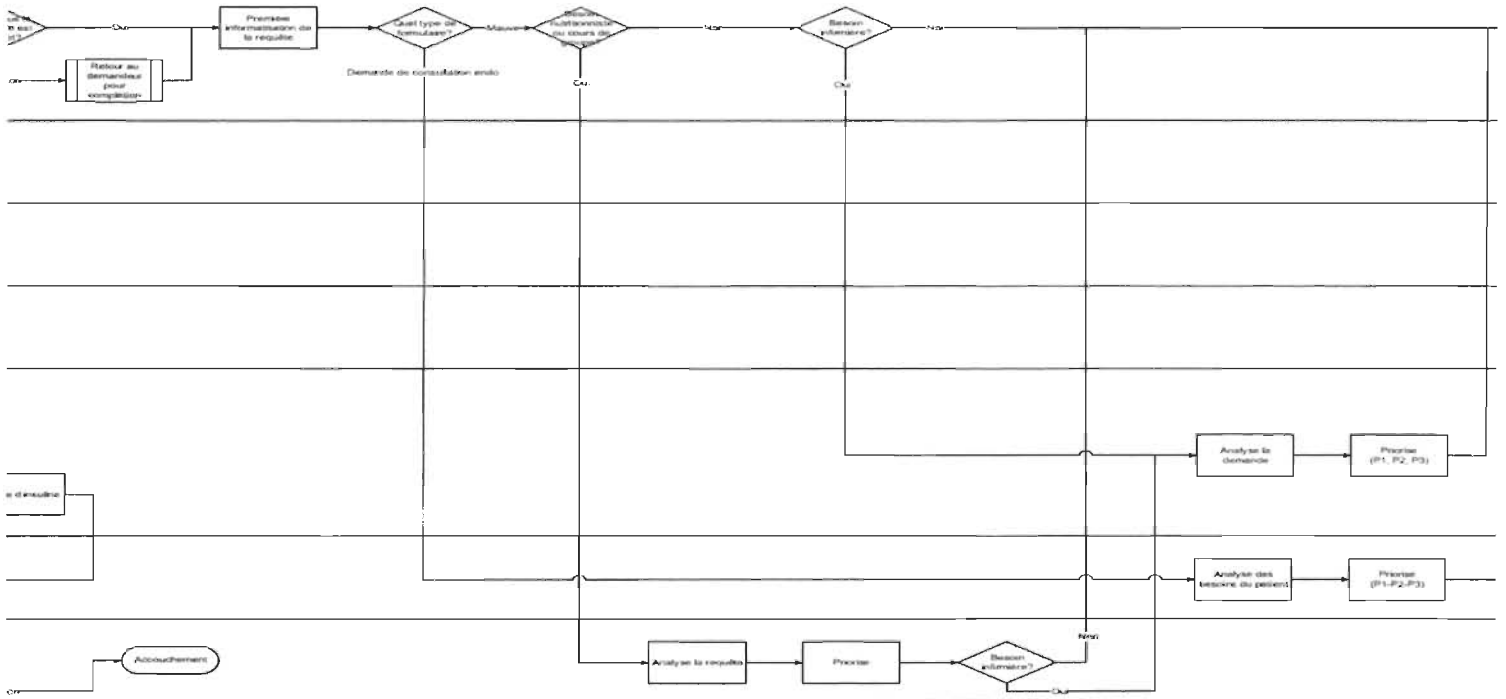 Oui
Première
informatisation de
la requête
Quel type de
formulaire?
Mauve
Besoin
nutritionniste
ou cours de
groupe?
Non
Besoin
infirmière?
Non
Retour au
demandeur
pour
complétion
Demande de consultation endo
Oui
Oui
Analyse la
demande
Priorise
(P1, P2, P3)
e d'insuline
Analyse des
besoins du patient
Priorise
(P1-P2-P3)
Accouchement
Analyse la requête
Priorise
Besoin
infirmière?
Non
Oui